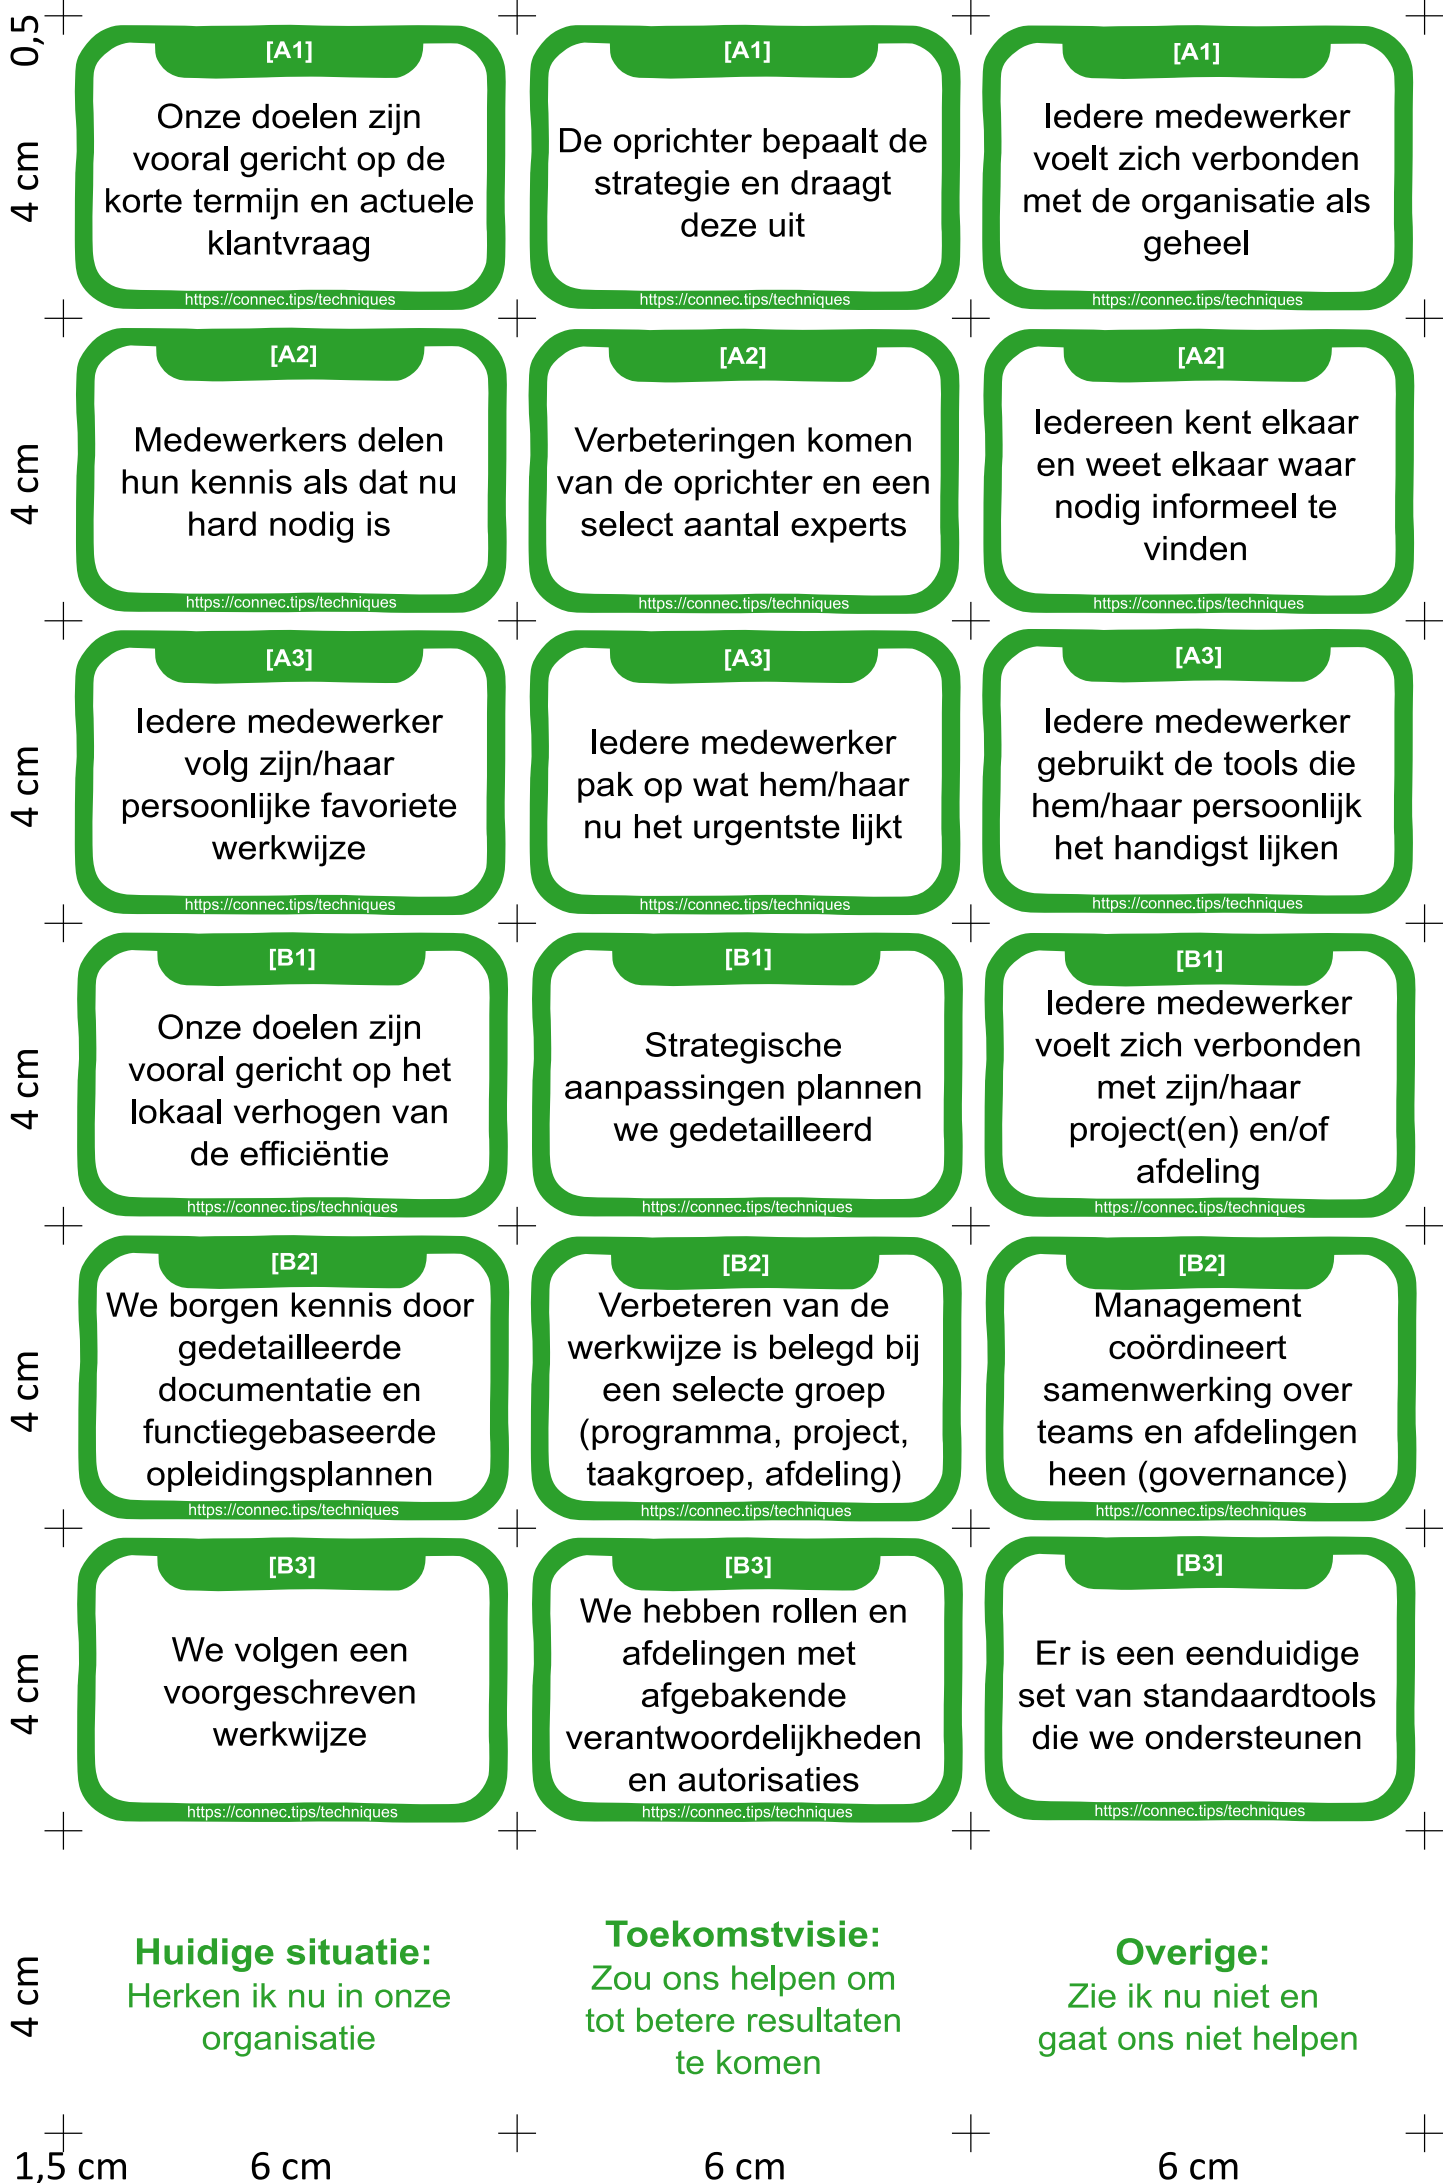 0,5
4 cm
[A1]
Onze doelen zijn
vooral gericht op de
korte termijn en actuele
klantvraag
https://connec.tips/techniques
[A1]
De oprichter bepaalt de
strategie en draagt
deze uit
https://connec.tips/techniques
[A1]
Iedere medewerker
voelt zich verbonden
met de organisatie als
geheel
https://connec.tips/techniques
4 cm
[A2]
Medewerkers delen
hun kennis als dat nu
hard nodig is
https://connec.tips/techniques
[A2]
Verbeteringen komen
van de oprichter en een
select aantal experts
https://connec.tips/techniques
[A2]
Iedereen kent elkaar
en weet elkaar waar
nodig informeel te
vinden
https://connec.tips/techniques
4 cm
[A3]
Iedere medewerker
volg zijn/haar
persoonlijke favoriete
werkwijze
https://connec.tips/techniques
[A3]
Iedere medewerker
pak op wat hem/haar
nu het urgentste lijkt
https://connec.tips/techniques
[A3]
Iedere medewerker
gebruikt de tools die
hem/haar persoonlijk
het handigst lijken
https://connec.tips/techniques
4 cm
[B1]
Onze doelen zijn
vooral gericht op het
lokaal verhogen van
de efficiëntie
https://connec.tips/techniques
[B1]
Strategische
aanpassingen plannen
we gedetailleerd
https://connec.tips/techniques
[B1]
Iedere medewerker
voelt zich verbonden
met zijn/haar
project(en) en/of
afdeling
https://connec.tips/techniques
4 cm
[B2]
We borgen kennis door
gedetailleerde
documentatie en
functiegebaseerde
opleidingsplannen
https://connec.tips/techniques
[B2]
Verbeteren van de
werkwijze is belegd bij
een selecte groep
(programma, project,
taakgroep, afdeling)
https://connec.tips/techniques
[B2]
Management
coördineert
samenwerking over
teams en afdelingen
heen (governance)
https://connec.tips/techniques
4 cm
[B3]
We volgen een
voorgeschreven
werkwijze
https://connec.tips/techniques
[B3]
We hebben rollen en
afdelingen met
afgebakende
verantwoordelijkheden
en autorisaties
https://connec.tips/techniques
[B3]
Er is een eenduidige
set van standaardtools
die we ondersteunen
https://connec.tips/techniques
4 cm
Huidige situatie:
Herken ik nu in onze
organisatie
Toekomstvisie:
Zou ons helpen om
tot betere resultaten
te komen
Overige:
Zie ik nu niet en
gaat ons niet helpen
1,5 cm
6 cm
6 cm
6 cm